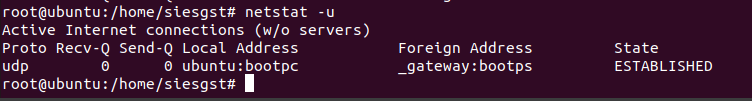 root@ubuntu:/home/siesgst# netstat -u
Active Internet connections (w/o servers)
Proto Recv-Q Send-Q Local Address           Foreign Address         State
udp        0      0 ubuntu:bootpc           _gateway:bootps         ESTABLISHED
root@ubuntu:/home/siesgst#